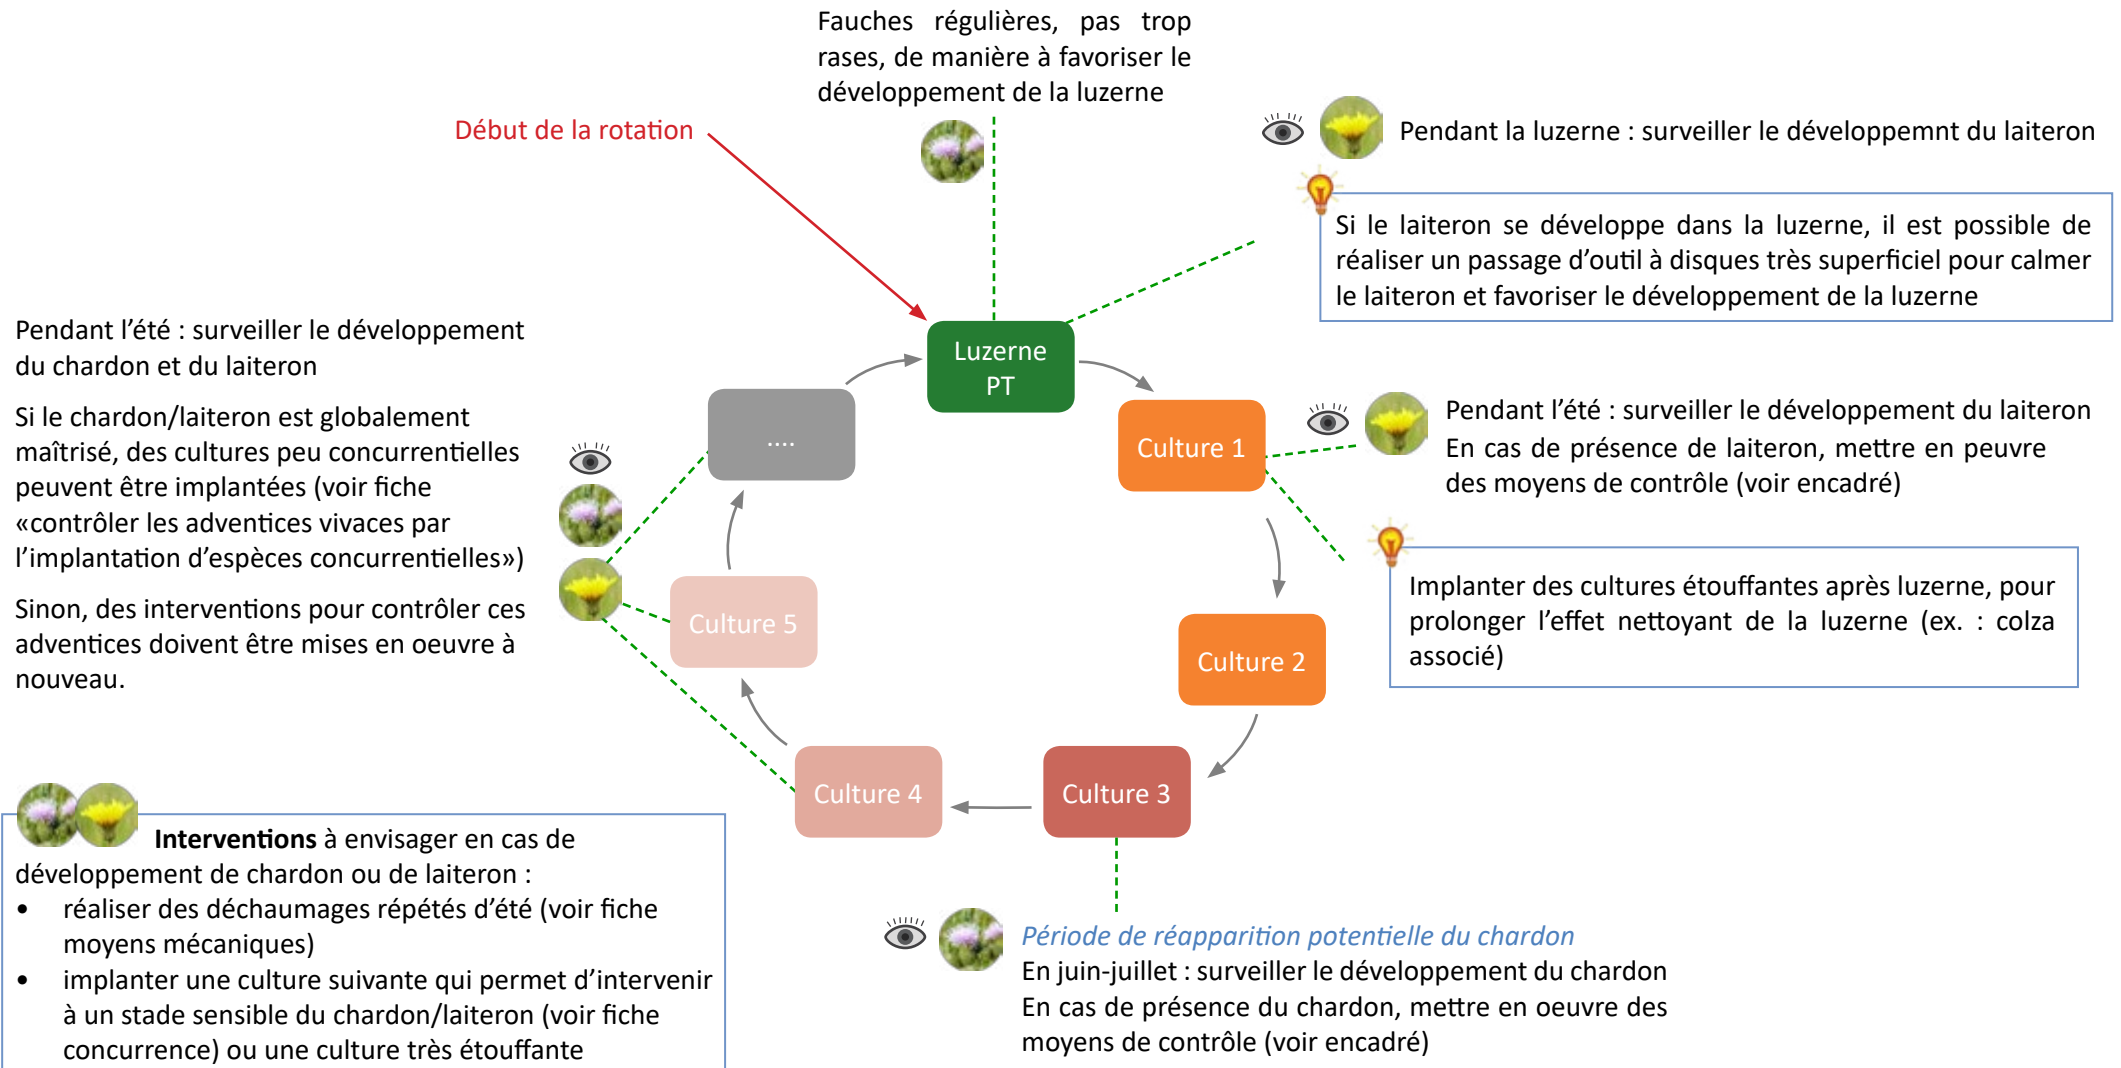 Fauches régulières, pas trop
rases, de manière à favoriser le
développement de la luzerne
Début de la rotation
Pendant la luzerne : surveiller le développemnt du laiteron
Si le laiteron se développe dans la luzerne, il est possible de
réaliser un passage d'outil à disques très superficiel pour calmer
le laiteron et favoriser le développement de la luzerne
Pendant l'été : surveiller le développement
du chardon et du laiteron
Si le chardon/laiteron est globalement
maîtrisé, des cultures peu concurrentielles
peuvent être implantées (voir fiche
«contrôler les adventices vivaces par
l'implantation d'espèces concurrentielles»)
Sinon, des interventions pour contrôler ces
adventices doivent être mises en oeuvre à
nouveau.
Luzerne
PT
Culture 1
Culture 2
Culture 3
Culture 4
Culture 5
....
Pendant l'été : surveiller le développement du laiteron
En cas de présence de laiteron, mettre en peuvre
des moyens de contrôle (voir encadré)
Implanter des cultures étouffantes après luzerne, pour
prolonger l'effet nettoyant de la luzerne (ex. : colza
associé)
Interventions à envisager en cas de
développement de chardon ou de laiteron :
• réaliser des déchaumages répétés d'été (voir fiche
moyens mécaniques)
• implanter une culture suivante qui permet d'intervenir
à un stade sensible du chardon/laiteron (voir fiche
concurrence) ou une culture très étouffante
Période de réapparition potentielle du chardon
En juin-juillet : surveiller le développement du chardon
En cas de présence du chardon, mettre en oeuvre des
moyens de contrôle (voir encadré)